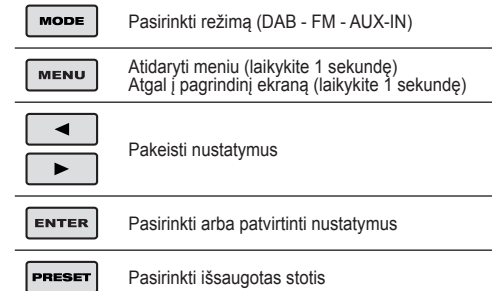 MODE Pasirinkti režimą (DAB - FM - AUX-IN)
MENU Atidaryti meniu (laikykite 1 sekundę)
Atgal į pagrindinį ekraną (laikykite 1 sekundę)
Pakeisti nustatymus
ENTER Pasirinkti arba patvirtinti nustatymus
PRESET Pasirinkti išsaugotas stotis